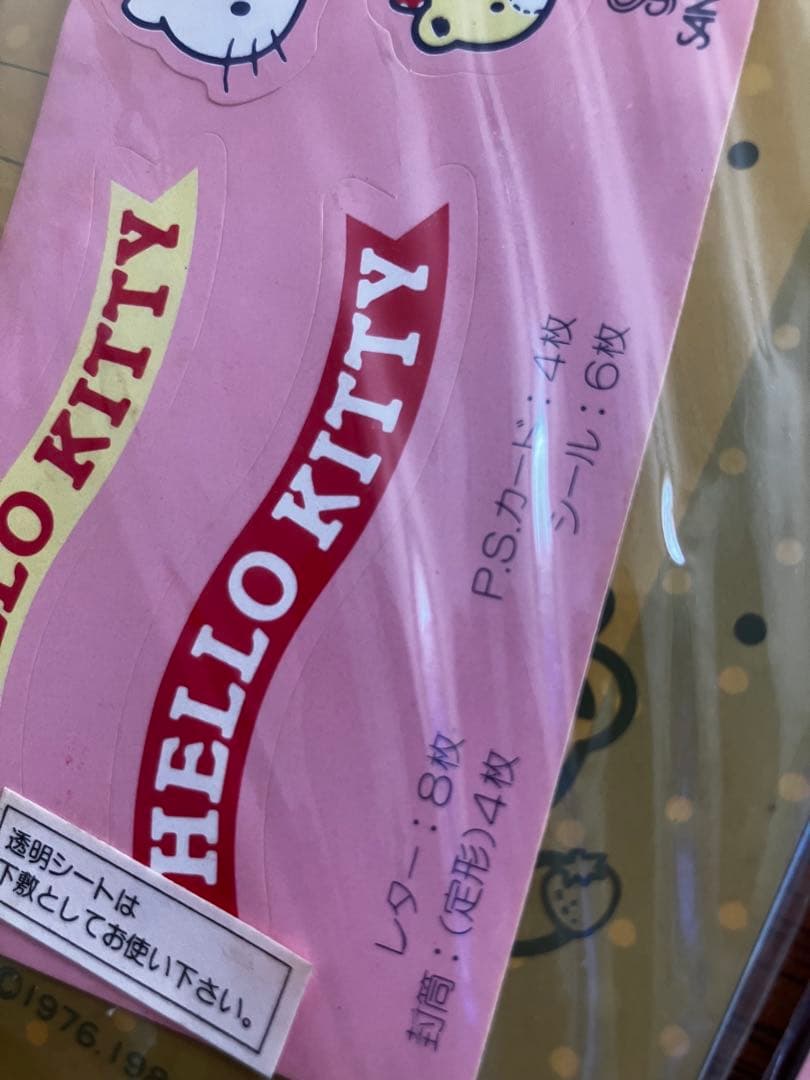 HELLO KITTY
LLO KITTY
レター：8枚　P.S.カード：4枚
封筒：（定形）4枚　シール：6枚
透明シートは
下敷としてお使い下さい。
©1976.198
SAN